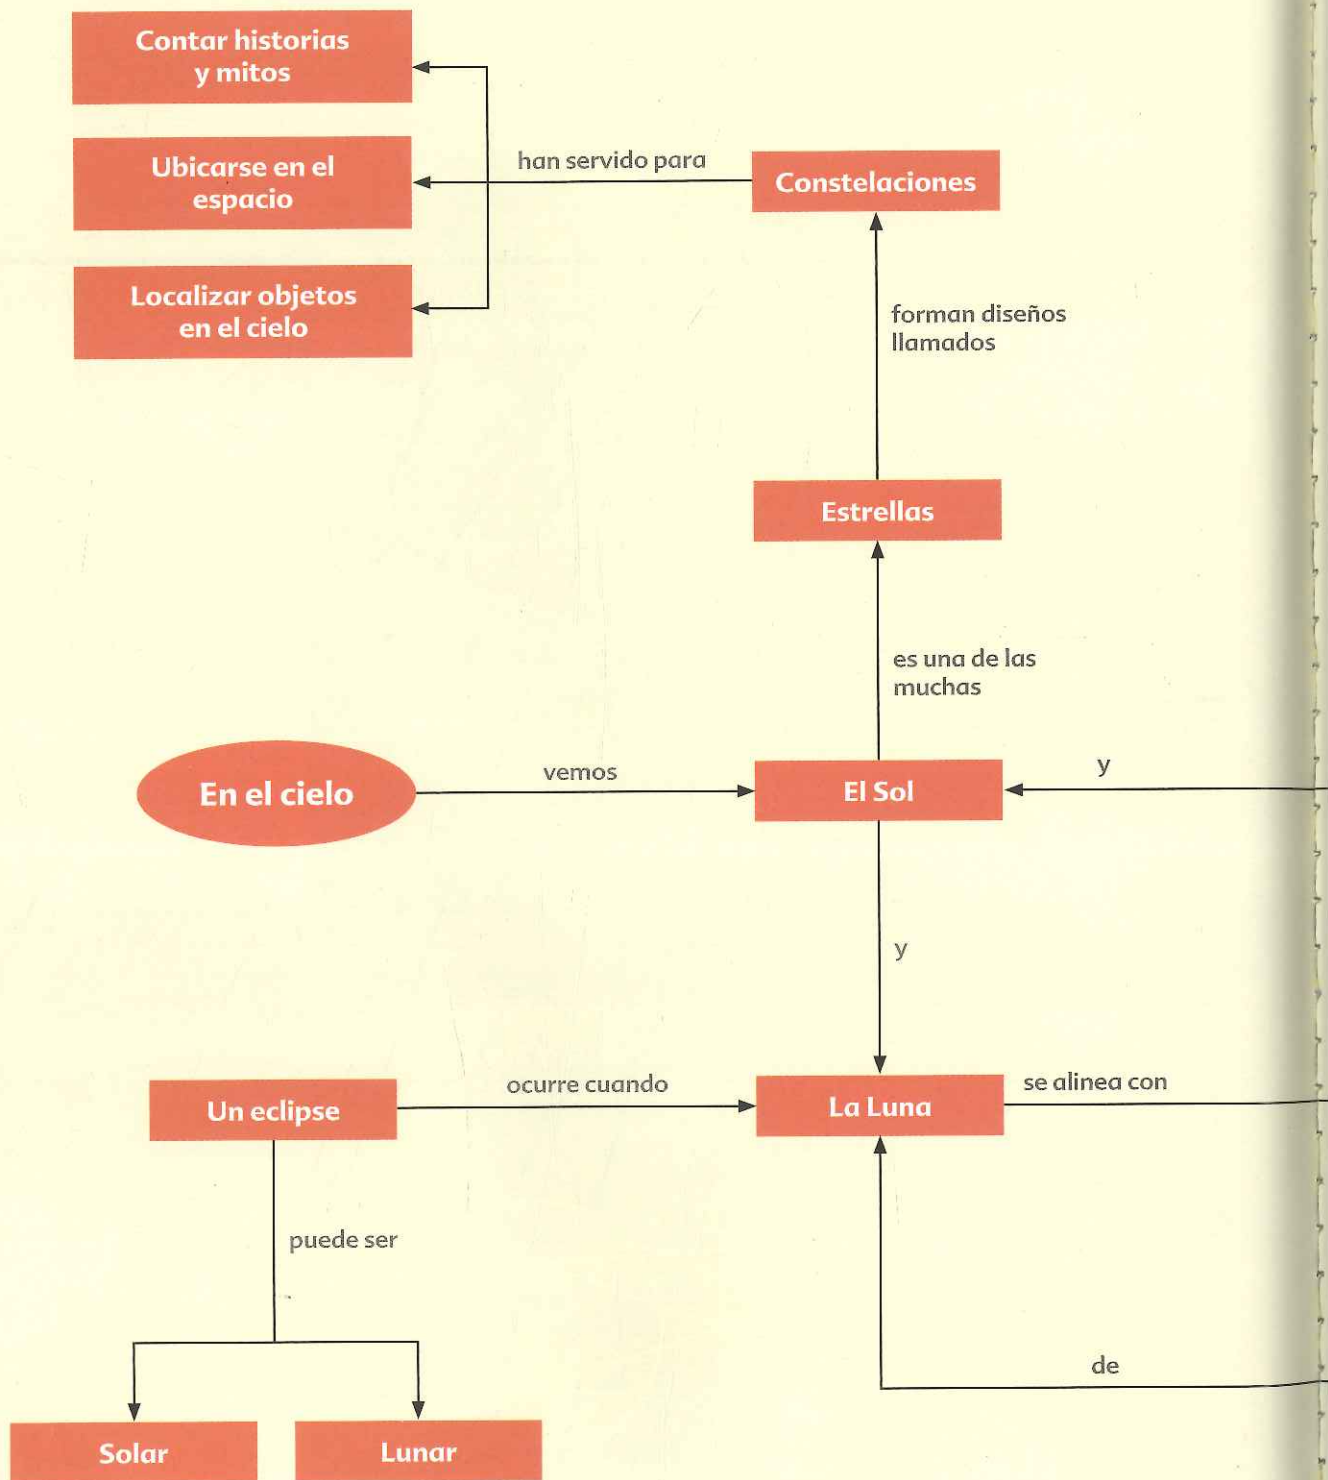 Contar historias
y mitos
Ubicarse en el
espacio
Localizar objetos
en el cielo
han servido para
Constelaciones
forman diseños
llamados
Estrellas
es una de las
muchas
En el cielo
vemos
El Sol
y
y
Un eclipse
ocurre cuando
La Luna
se alinea con
puede ser
de
Solar
Lunar